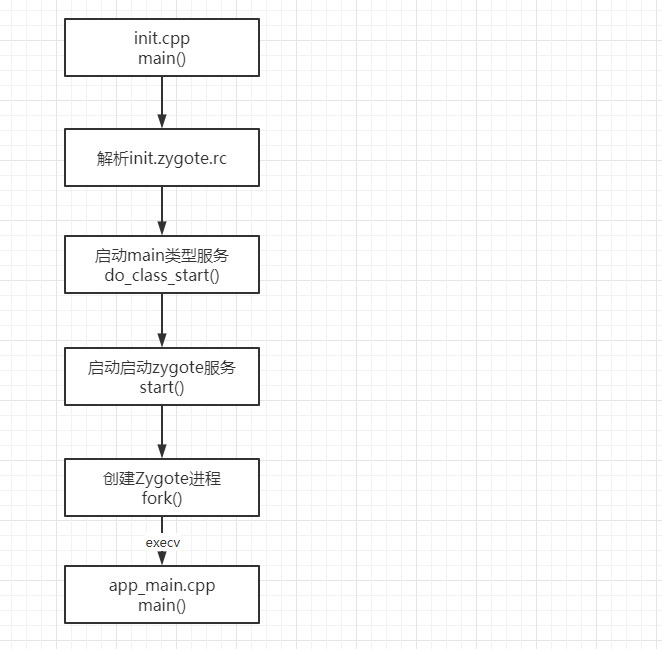 init.cpp
main()
解析init.zygote.rc
启动main类型服务
do_class_start()
启动启动zygote服务
start()
创建Zygote进程
fork()
execv
app_main.cpp
main()